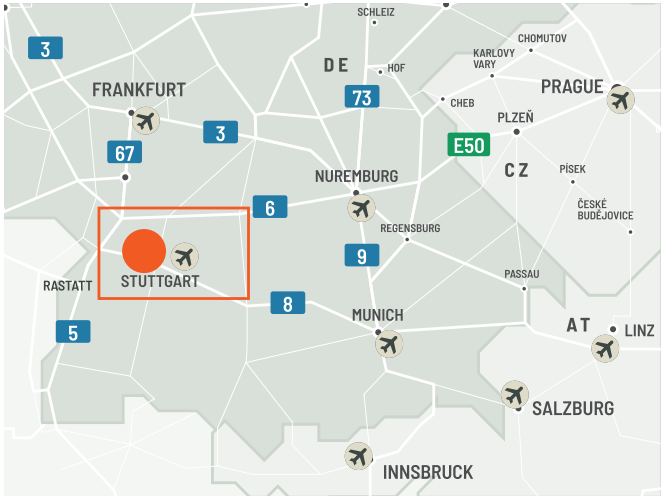 SCHLEIZ
3
CHOMUTOV
KARLOVY
VARY
DE
HOF
FRANKFURT
PRAGUE
73
CHEB
PLZEŇ
3
E50
67
CZ
PÍSEK
NUREMBURG
ČESKÉ
BUDĚJOVICE
6
REGENSBURG
9
PASSAU
STUTTGART
RASTATT
8
MUNICH
AT
LINZ
5
SALZBURG
INNSBRUCK